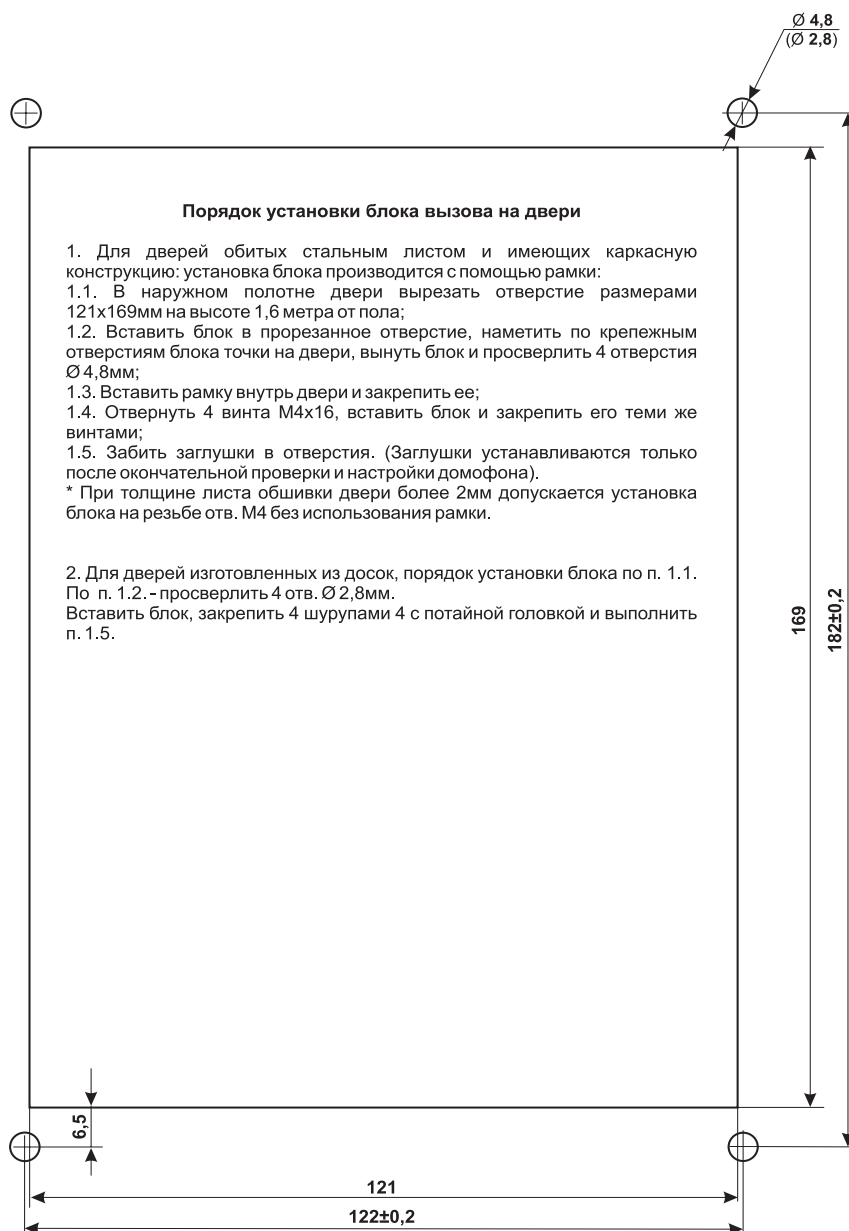 Ø 4,8
(Ø 2,8)
Порядок установки блока вызова на двери
1. Для дверей обитых стальным листом и имеющих каркасную
конструкцию: установка блока производится с помощью рамки:
1.1. В наружном полотне двери вырезать отверстие размерами
121х169мм на высоте 1,6 метра от пола;
1.2. Вставить блок в прорезанное отверстие, наметить по крепежным
отверстиям блока точки на двери, вынуть блок и просверлить 4 отверстия
Ø 4,8мм;
1.3. Вставить рамку внутрь двери и закрепить ее;
1.4. Отвернуть 4 винта М4х16, вставить блок и закрепить его теми же
винтами;
1.5. Забить заглушки в отверстия. (Заглушки устанавливаются только
после окончательной проверки и настройки домофона).
* При толщине листа обшивки двери более 2мм допускается установка
блока на резьбе отв. М4 без использования рамки.
2. Для дверей изготовленных из досок, порядок установки блока по п. 1.1.
По п. 1.2. - просверлить 4 отв. Ø 2,8мм.
Вставить блок, закрепить 4 шурупами 4 с потайной головкой и выполнить
п. 1.5.
169
182±0,2
6,5
121
122±0,2